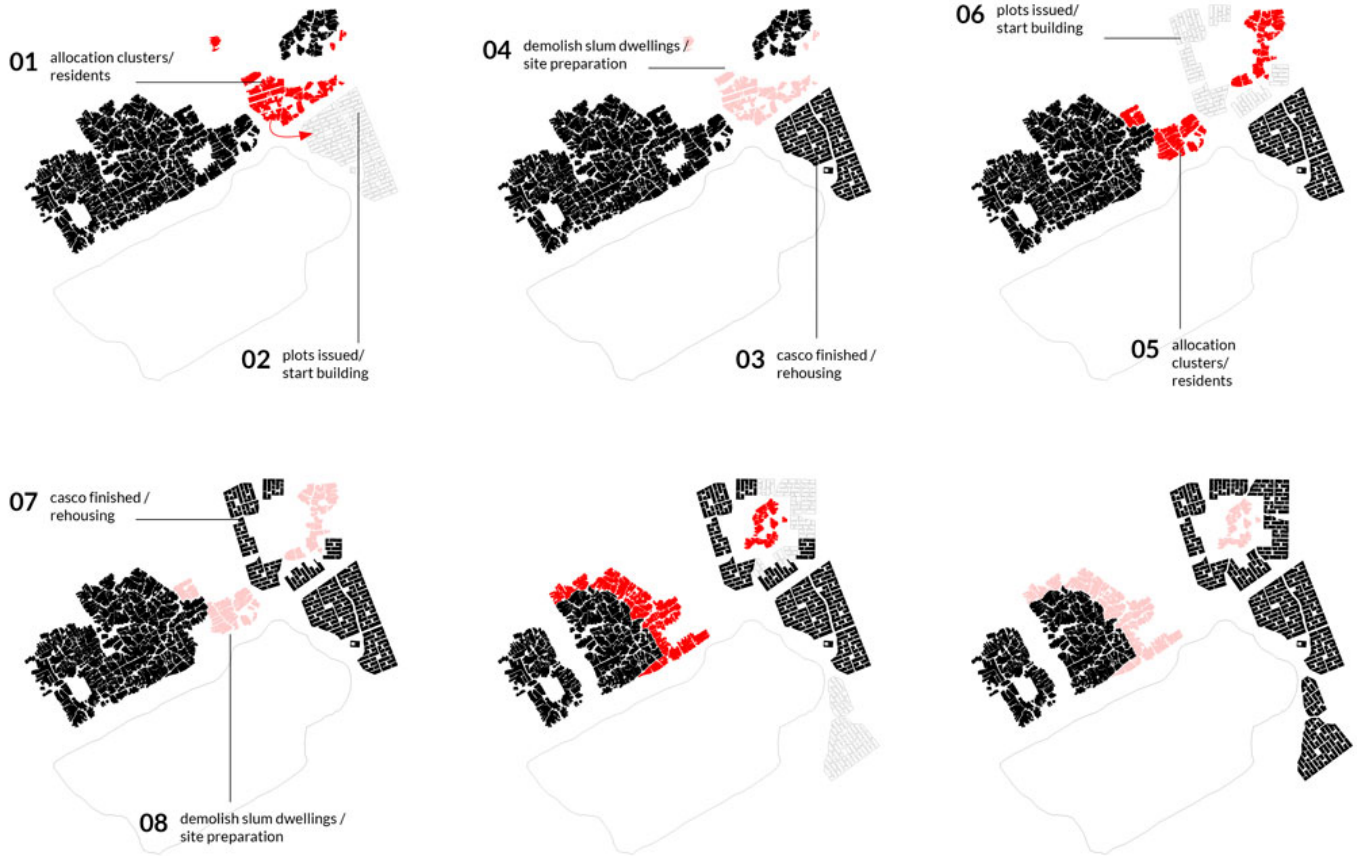 01 allocation clusters/
residents
02 plots issued/
start building
04 demolish slum dwellings /
site preparation
03 casco finished /
rehousing
06 plots issued/
start building
05 allocation
clusters/
residents
07 casco finished /
rehousing
08 demolish slum dwellings /
site preparation